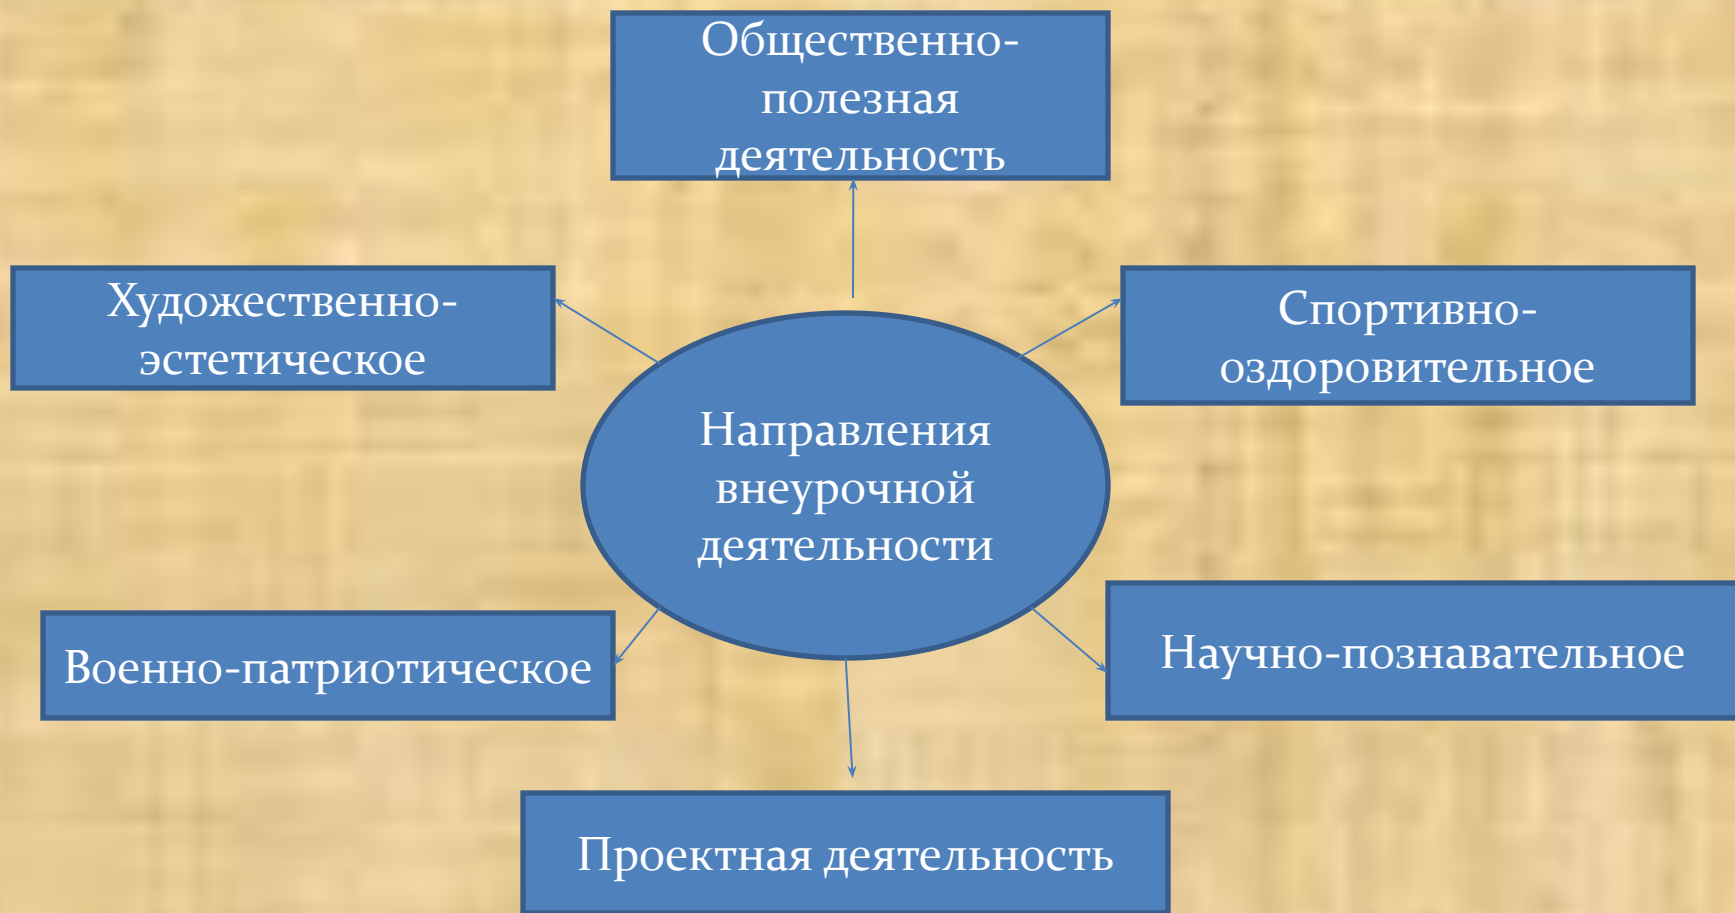 Общественно-
полезная
деятельность
Художественно-
эстетическое
Спортивно-
оздоровительное
Направления
внеурочной
деятельности
Военно-патриотическое
Научно-познавательное
Проектная деятельность